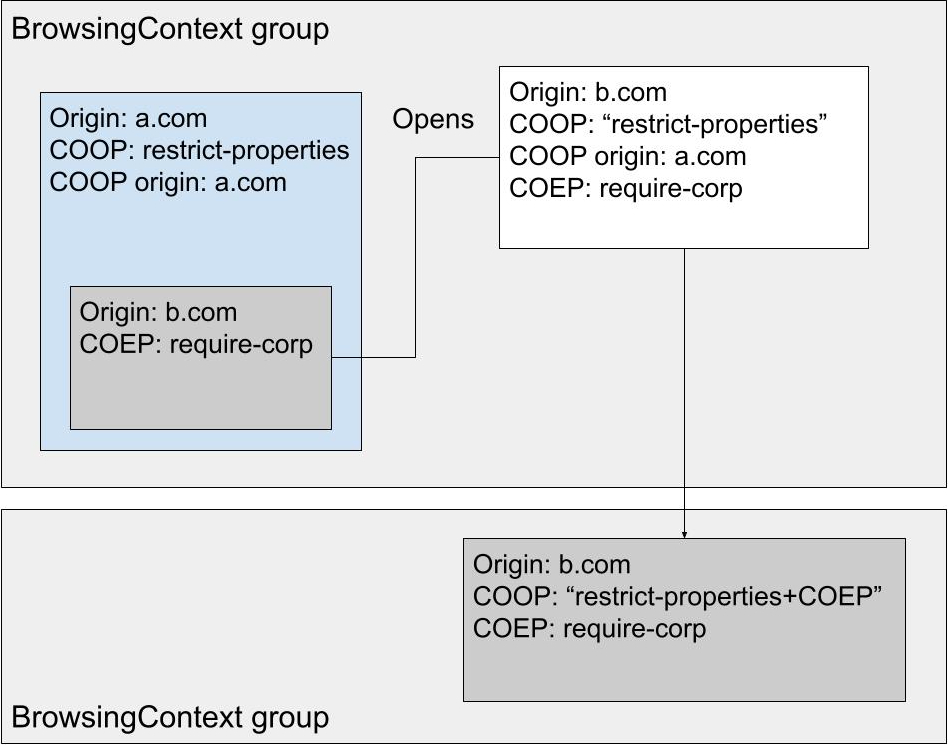 BrowsingContext group
Origin: a.com
COOP: restrict-properties
COOP origin: a.com
Origin: b.com
COEP: require-corp
Opens
Origin: b.com
COOP: “restrict-properties”
COOP origin: a.com
COEP: require-corp
Origin: b.com
COOP: “restrict-properties+COEP”
COEP: require-corp
BrowsingContext group